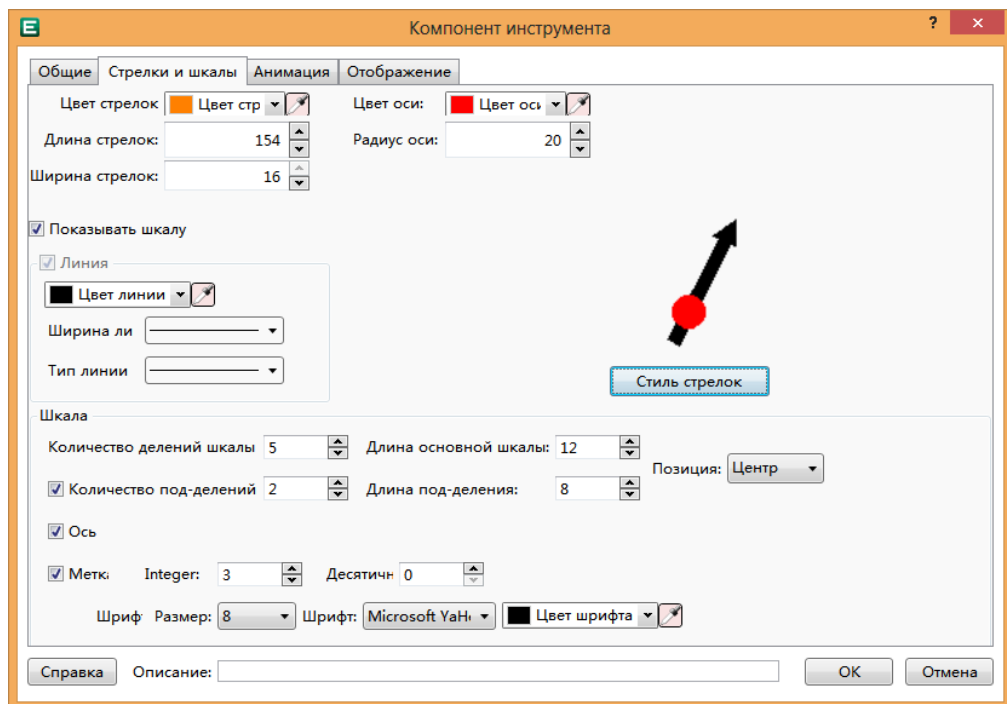 Компонент инструмента
Общие Стрелки и шкалы Анимация Отображение
Цвет стрелок Цвет стр Цвет оси: Цвет оси
Длина стрелок: 154 Радиус оси: 20
Ширина стрелок: 16
Показывать шкалу
Линия
Цвет линии
Ширина ли
Тип линии
Стиль стрелок
Шкала
Количество делений шкалы 5 Длина основной шкалы: 12
Позиция: Центр
Количество под-делений 2 Длина под-деления: 8
Ось
Метка Integer: 3 Десятичн 0
Шриф Размер: 8 Шрифт: Microsoft YaHe Цвет шрифта
Справка Описание: OK Отмена